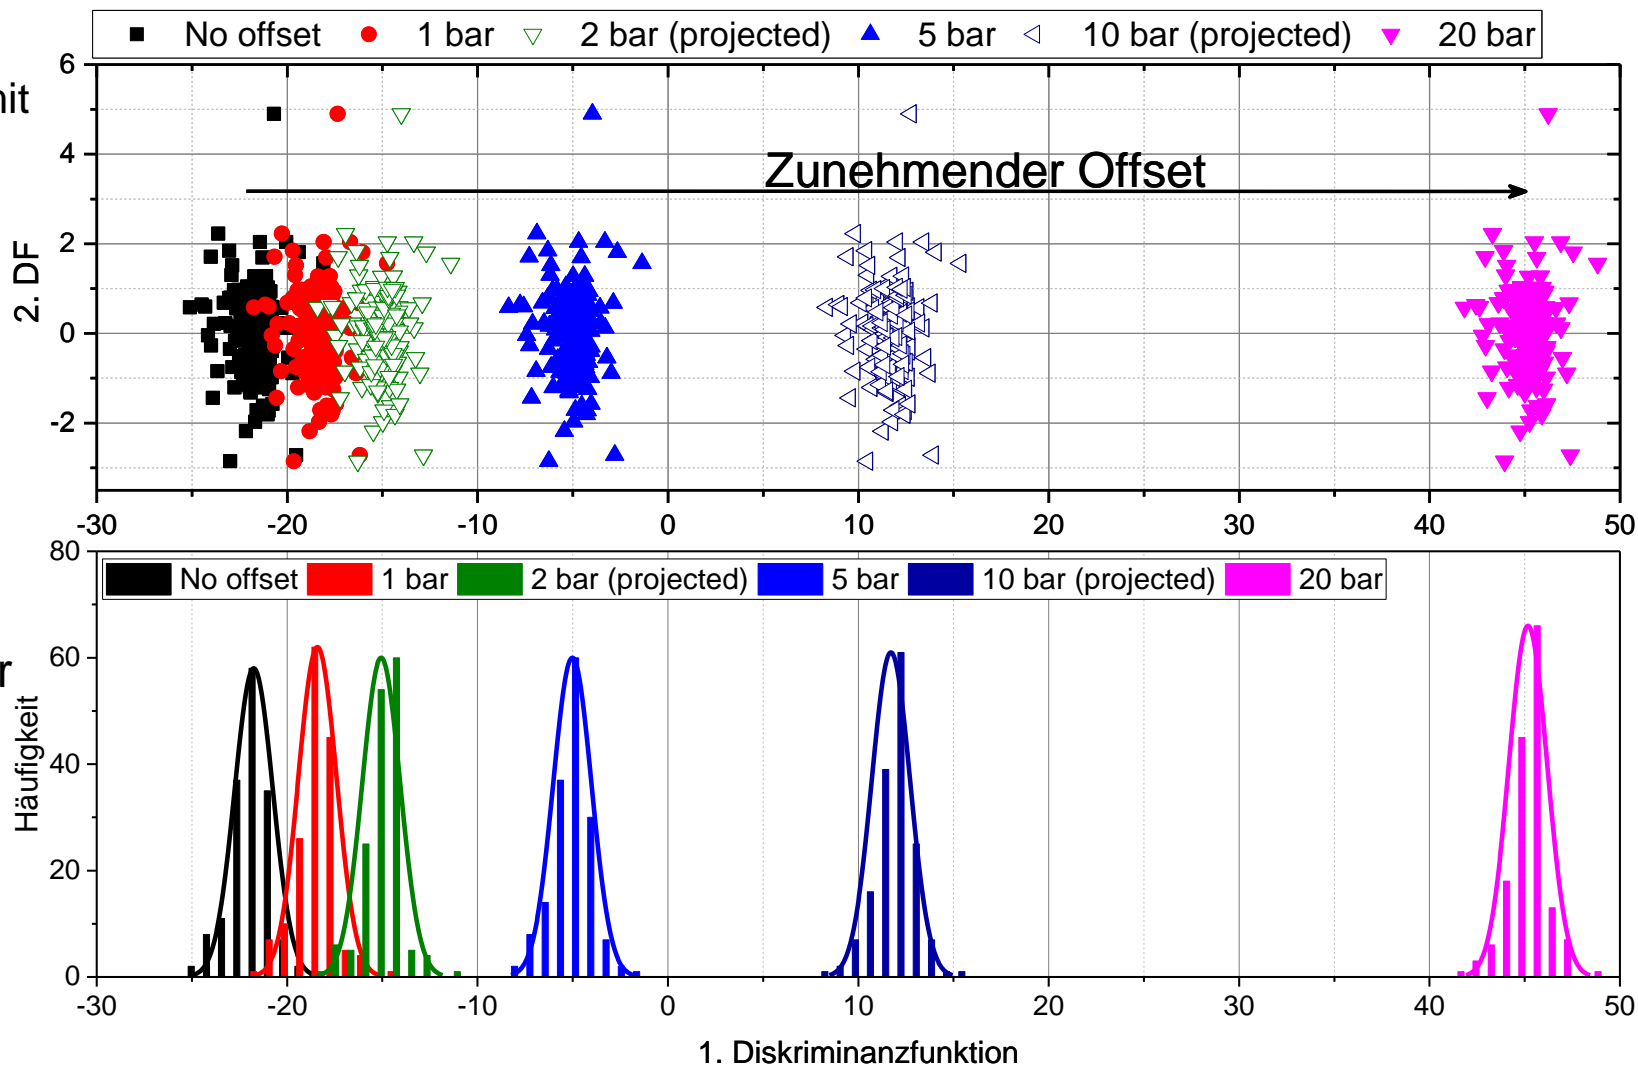 No offset 1 bar 2 bar (projected) 5 bar 10 bar (projected) 20 bar
6
nit
4
Zunehmender Offset
2
2. DF
0
-2
-30 -20 -10 0 10 20 30 40 50
80
No offset 1 bar 2 bar (projected) 5 bar 10 bar (projected) 20 bar
60
r
Häufigkeit
40
20
0
-30 -20 -10 0 10 20 30 40 50
1. Diskriminanzfunktion